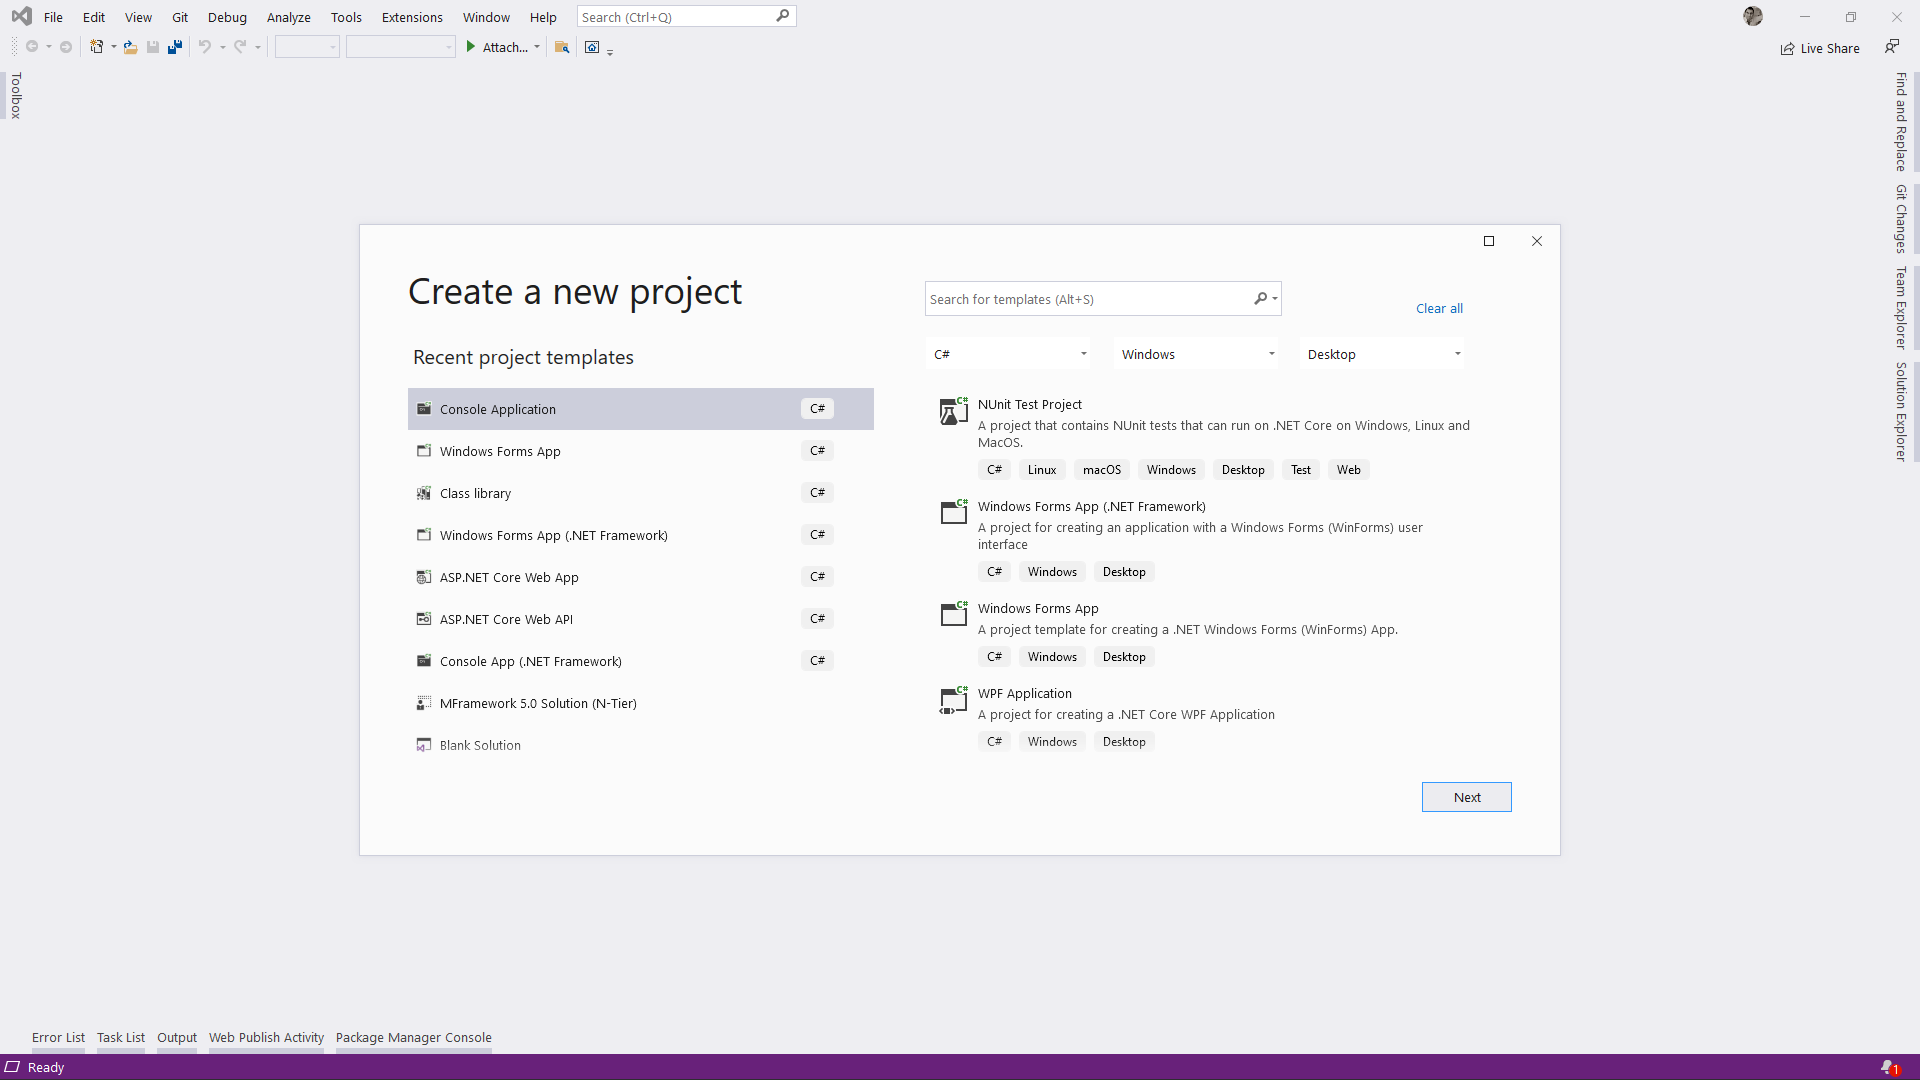 File Edit View Git Debug Analyze Tools Extensions Window Help Search (Ctrl+Q)
Attach... Live Share
Toolbox
Find and Replace
Git Changes
Team Explorer
Solution Explorer
Create a new project
Recent project templates
Console Application C#
Windows Forms App C#
Class library C#
Windows Forms App (.NET Framework) C#
ASP.NET Core Web App C#
ASP.NET Core Web API C#
Console App (.NET Framework) C#
MFramework 5.0 Solution (N-Tier)
Blank Solution
Search for templates (Alt+S)
Clear all
C# Windows Desktop
NUnit Test Project
A project that contains NUnit tests that can run on .NET Core on Windows, Linux and
MacOS.
C# Linux macOS Windows Desktop Test Web
Windows Forms App (.NET Framework)
A project for creating an application with a Windows Forms (WinForms) user
interface
C# Windows Desktop
Windows Forms App
A project template for creating a .NET Windows Forms (WinForms) App.
C# Windows Desktop
WPF Application
A project for creating a .NET Core WPF Application
C# Windows Desktop
Next
Error List Task List Output Web Publish Activity Package Manager Console
Ready 1